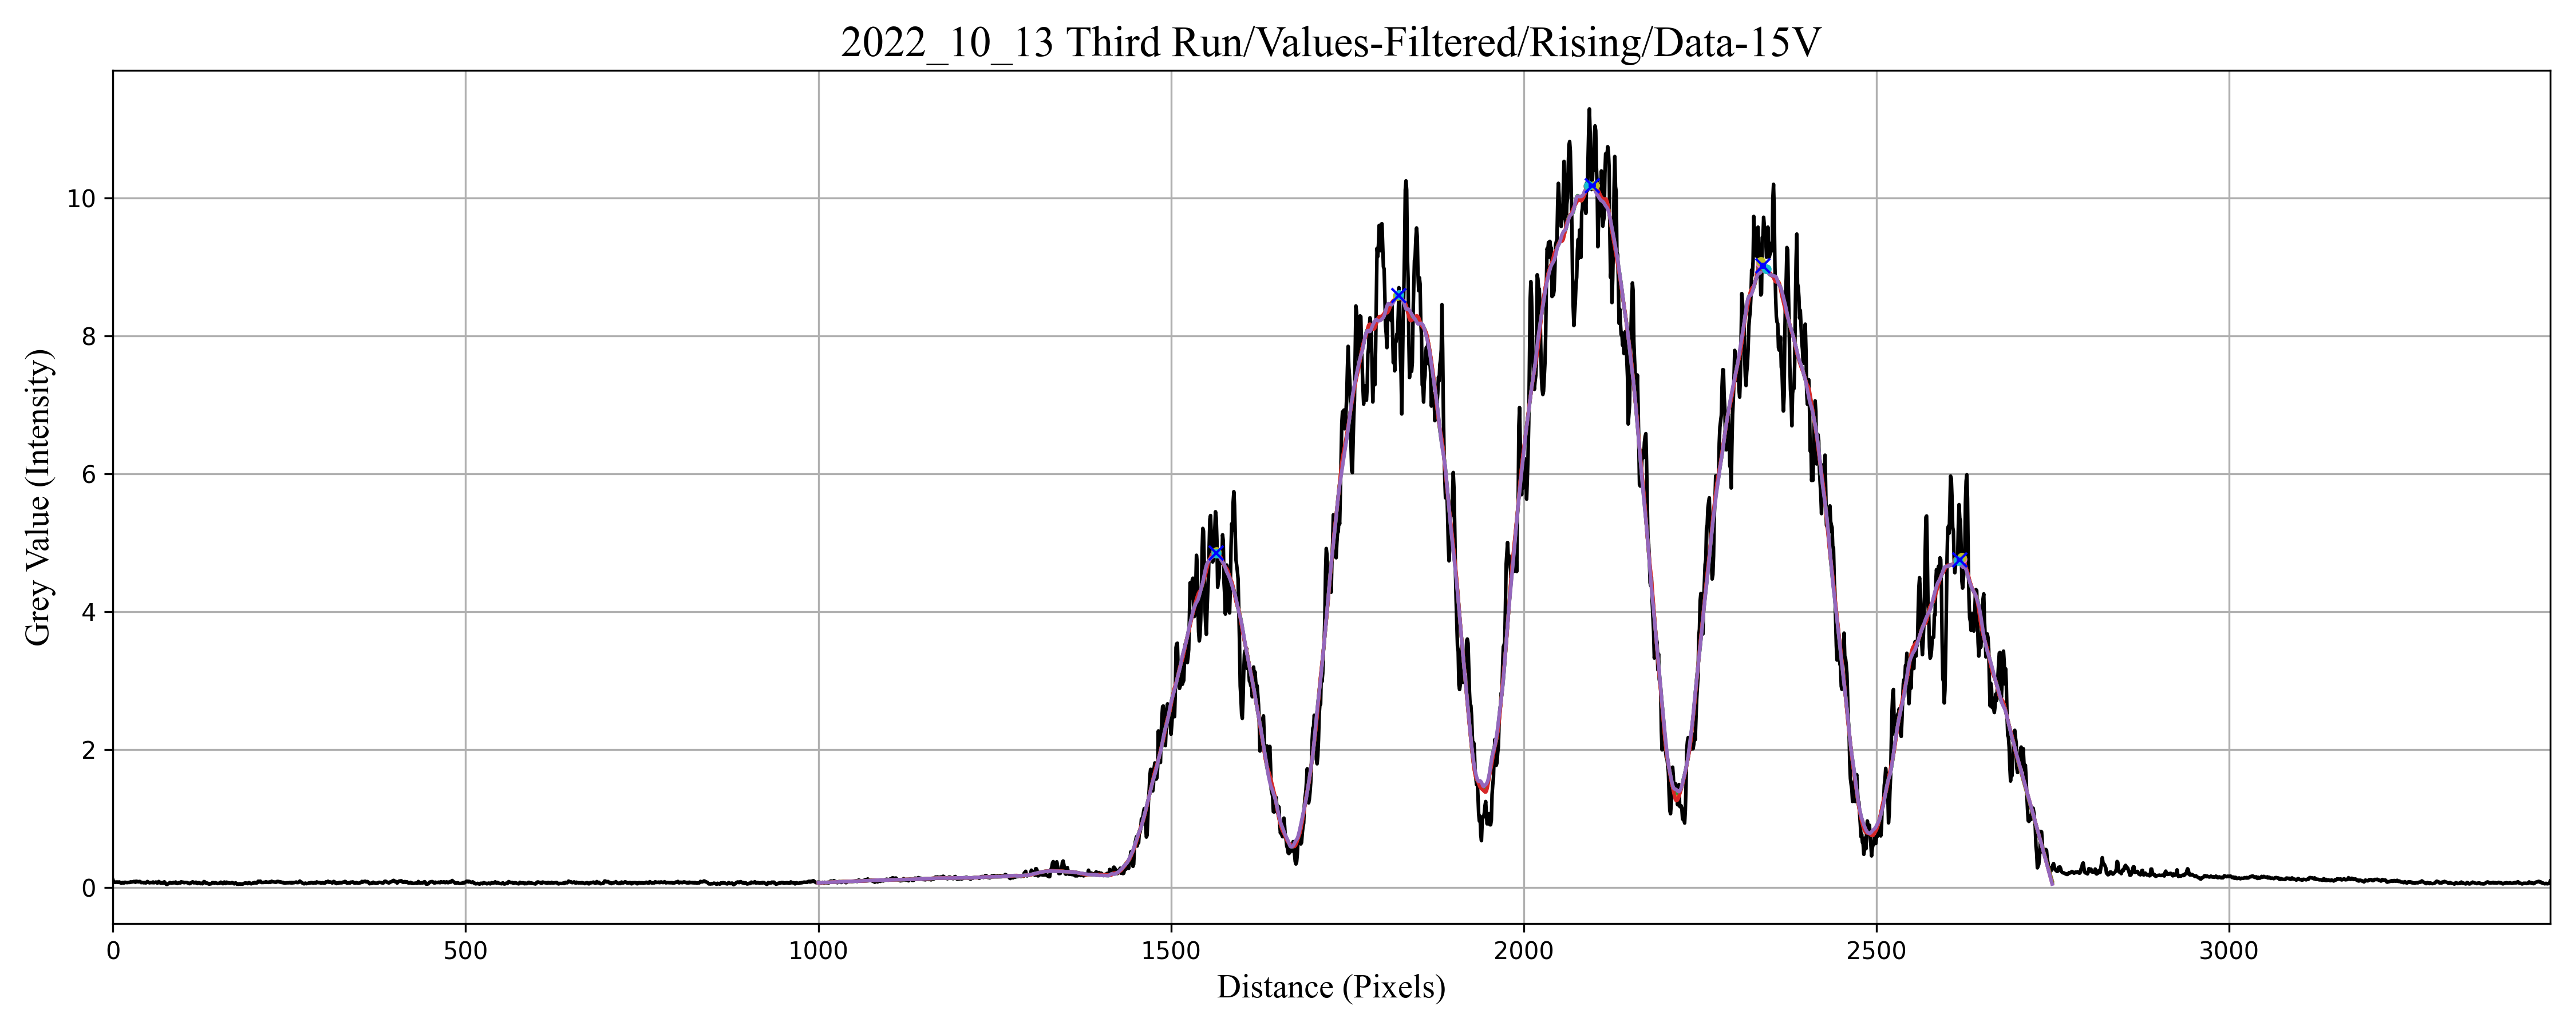 2022_10_13 Third Run/Values-Filtered/Rising/Data-15V
Grey Value (Intensity)
10
8
6
4
2
0
0 500 1000 1500 2000 2500 3000
Distance (Pixels)